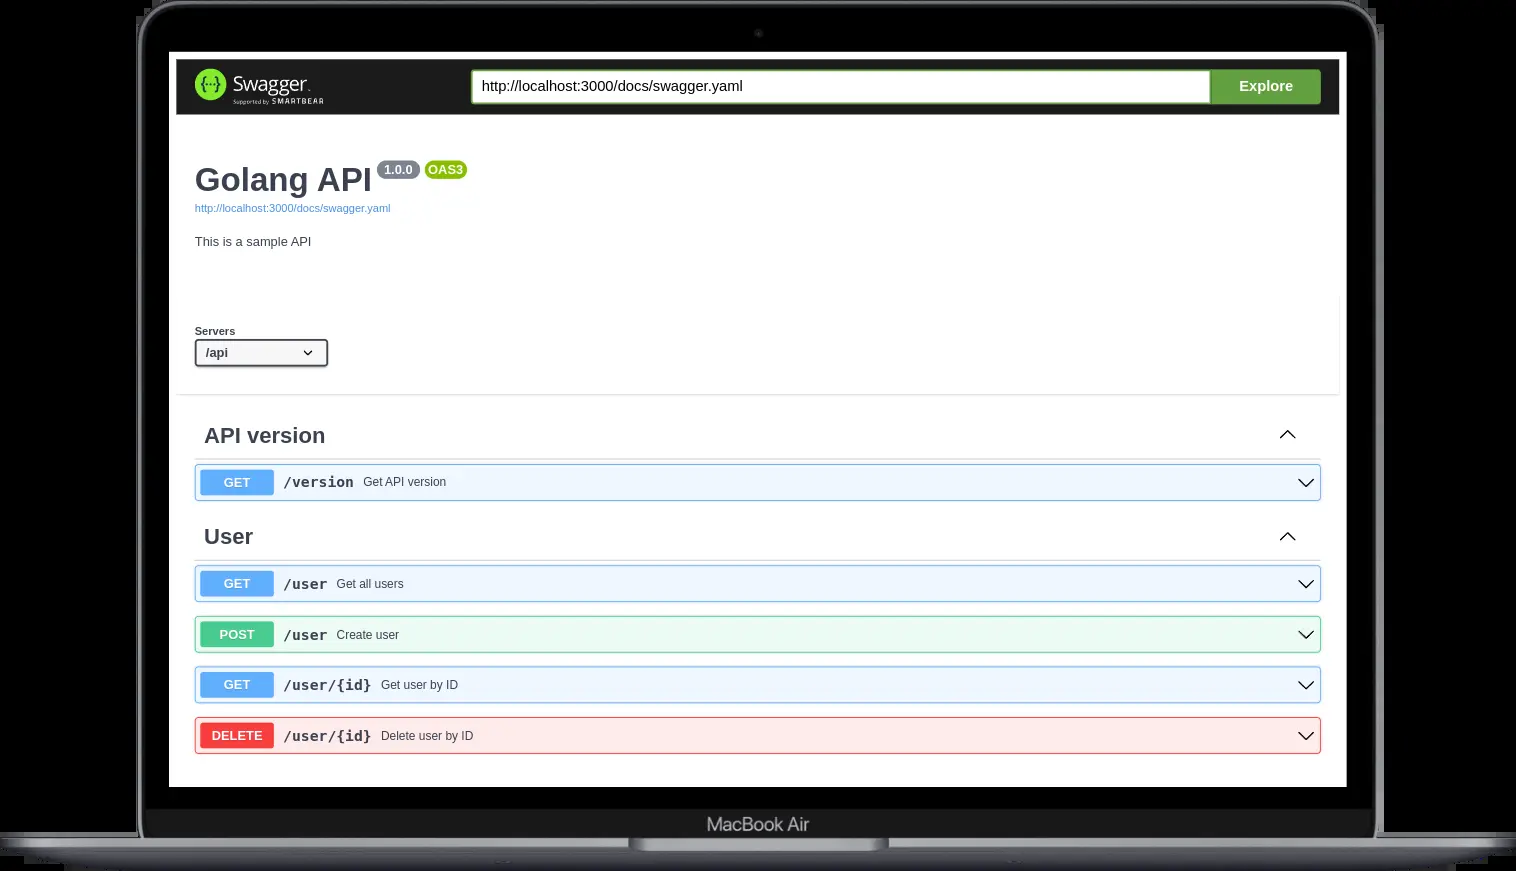 Swagger
Supported by SMARTBEAR
http://localhost:3000/docs/swagger.yaml
Explore
Golang API 1.0.0 OAS3
http://localhost:3000/docs/swagger.yaml
This is a sample API
Servers
/api
API version
GET /version Get API version
User
GET /user Get all users
POST /user Create user
GET /user/{id} Get user by ID
DELETE /user/{id} Delete user by ID
MacBook Air